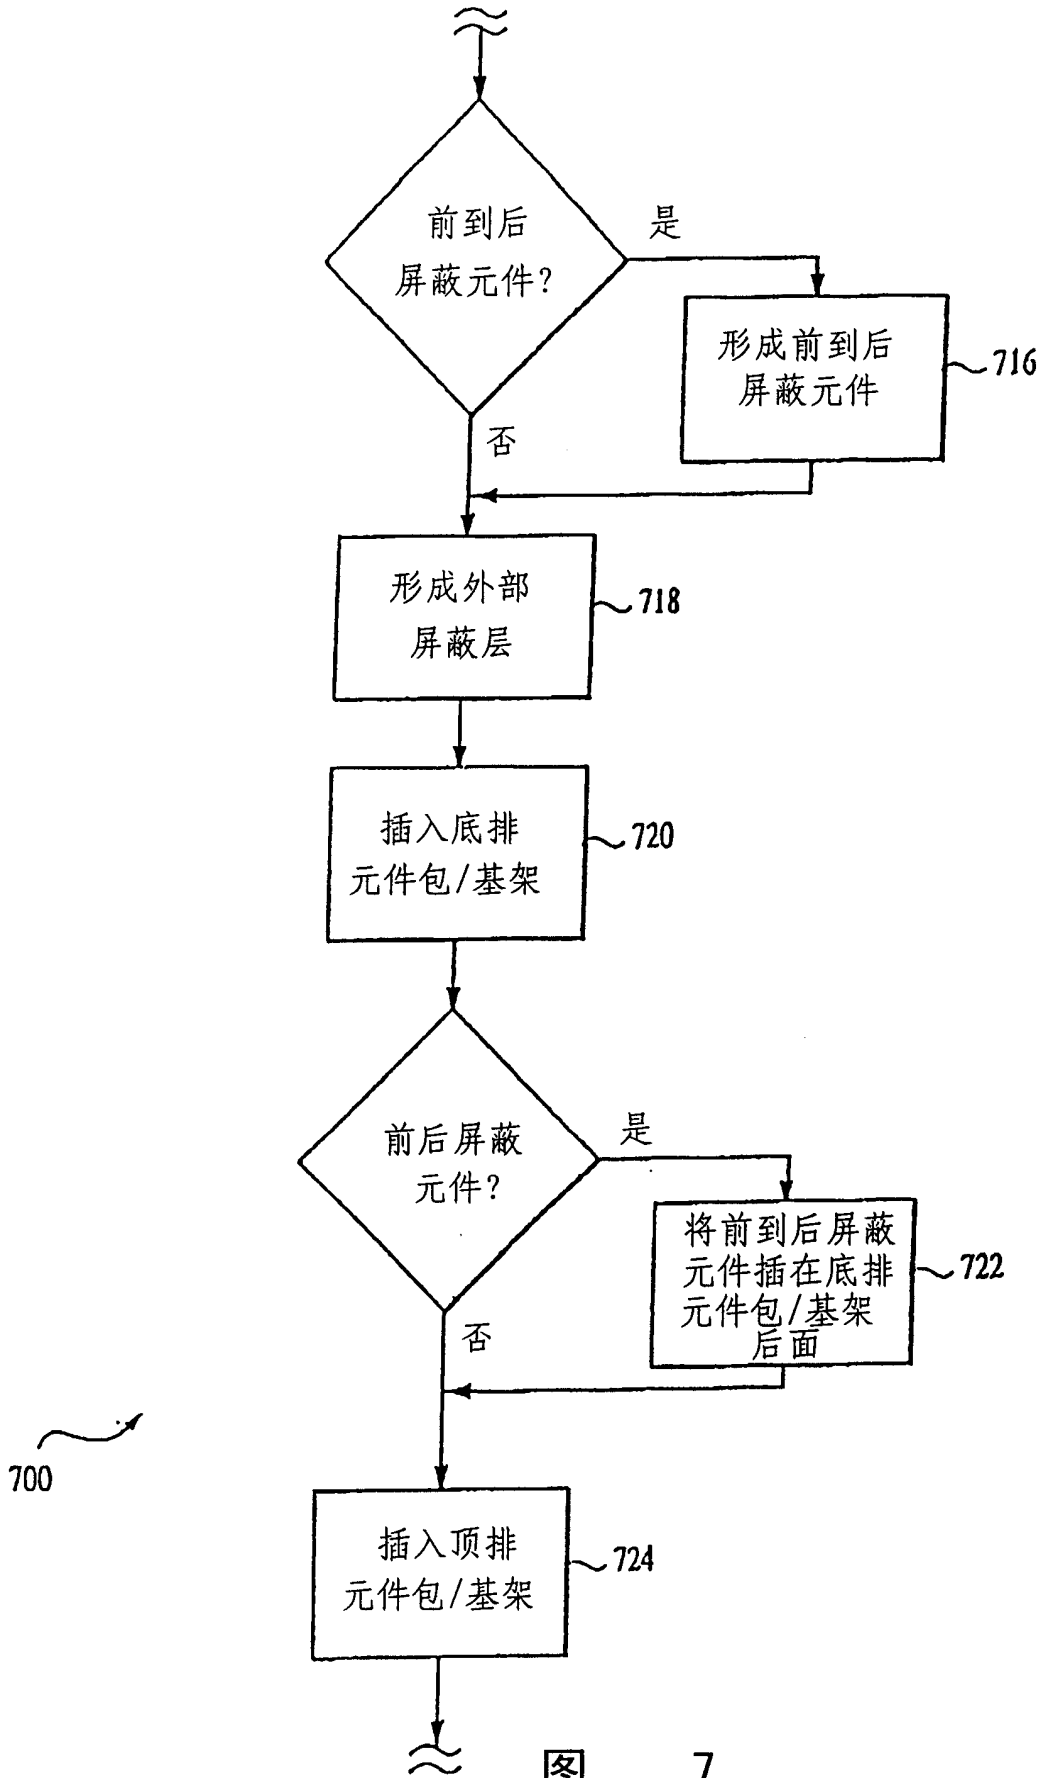 前到后
屏蔽元件?
是
形成前到后
屏蔽元件
716
否
形成外部
屏蔽层
718
插入底排
元件包/基架
720
前后屏蔽
元件?
是
将前到后屏蔽
元件插在底排
元件包/基架
后面
722
否
700
插入顶排
元件包/基架
724
图 7